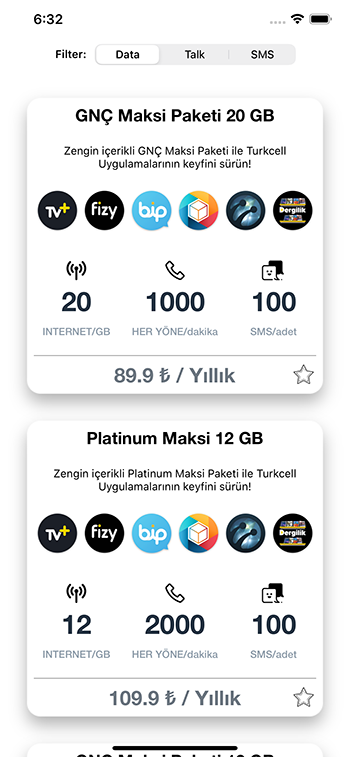 6:32
Filter: Data Talk SMS
GNÇ Maksi Paketi 20 GB
Zengin içerikli GNÇ Maksi Paketi ile Turkcell
Uygulamalarının keyfini sürün!
TV+ fizy bip Dergilik
20 1000 100
INTERNET/GB HER YÖNE/dakika SMS/adet
89.9 ₺ / Yıllık
Platinum Maksi 12 GB
Zengin içerikli Platinum Maksi Paketi ile Turkcell
Uygulamalarının keyfini sürün!
TV+ fizy bip Dergilik
12 2000 100
INTERNET/GB HER YÖNE/dakika SMS/adet
109.9 ₺ / Yıllık